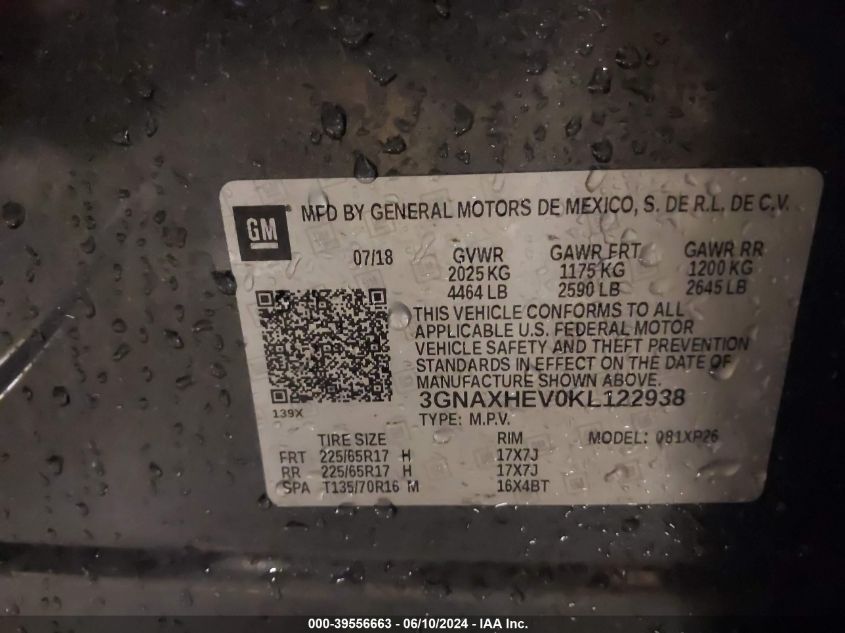 GM
MFD BY GENERAL MOTORS DE MEXICO, S. DE R.L. DE C.V.
07/18 GVWR GAWR FRT GAWR RR
2025 KG 1175 KG 1200 KG
4464 LB 2590 LB 2645 LB
THIS VEHICLE CONFORMS TO ALL
APPLICABLE U.S. FEDERAL MOTOR
VEHICLE SAFETY AND THEFT PREVENTION
STANDARDS IN EFFECT ON THE DATE OF
MANUFACTURE SHOWN ABOVE.
3GNAXHEV0KL122938
139X
TYPE: M.P.V.
TIRE SIZE RIM MODEL: 081XP26
FRT 225/65R17 H 17X7J
RR 225/65R17 H 17X7J
SPA T135/70R16 M 16X4BT
000-39556663 - 06/10/2024 - IAA Inc.